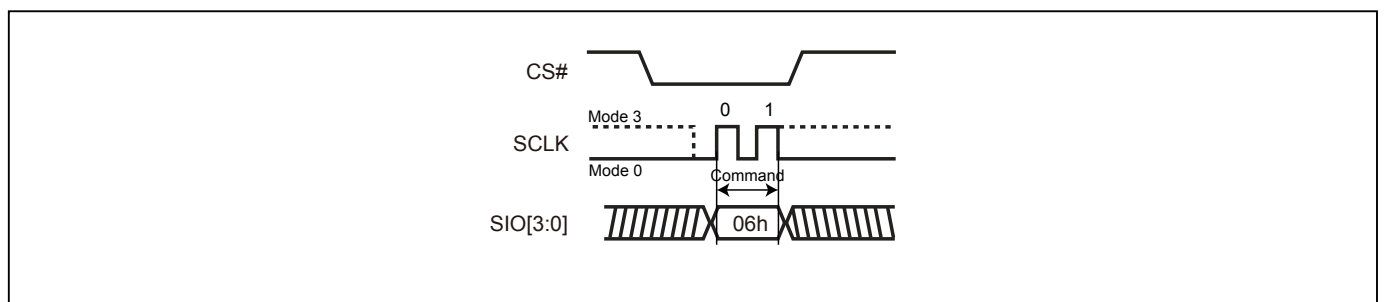 CS#
Mode 3
0 1
SCLK
Mode 0
Command
SIO[3:0]
06h